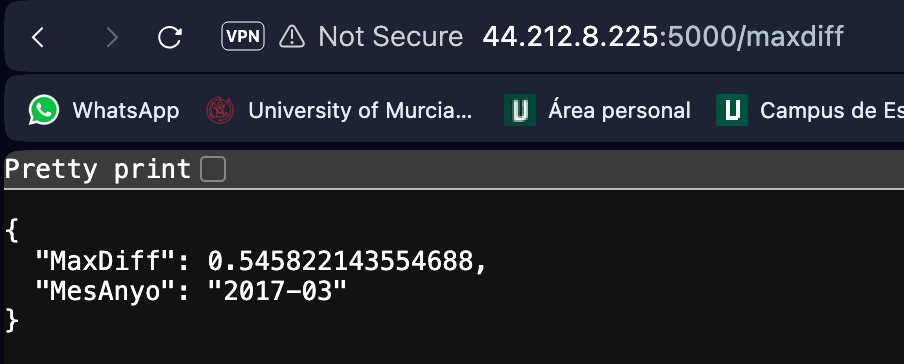 VPN Not Secure 44.212.8.225:5000/maxdiff
WhatsApp University of Murcia... U Área personal U Campus de Es
Pretty print
{
"MaxDiff": 0.545822143554688,
"MesAnyo": "2017-03"
}